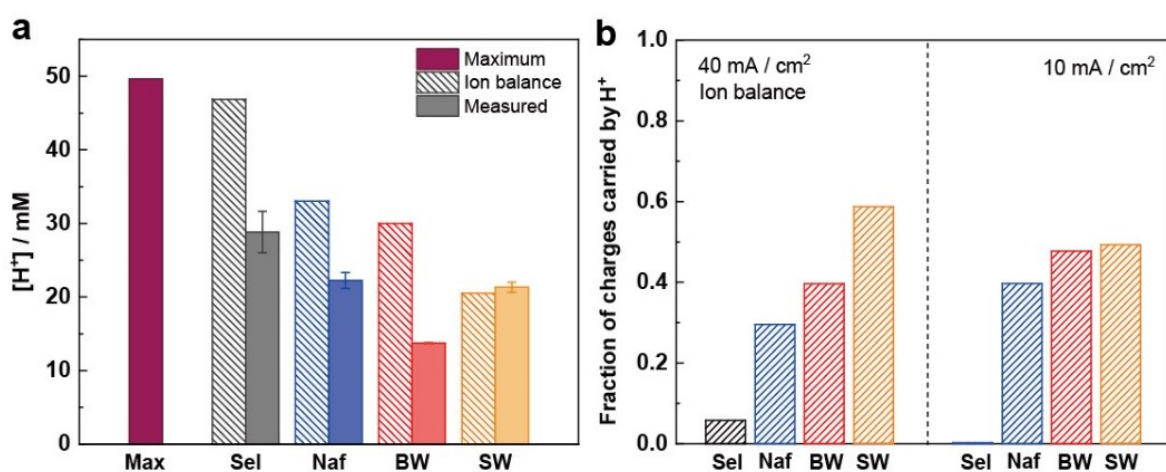 a
[H⁺] / mM
50
40
30
20
10
0
Maximum
Ion balance
Measured
Max Sel Naf BW SW
b
Fraction of charges carried by H⁺
1.0
0.8
0.6
0.4
0.2
0.0
40 mA / cm²
Ion balance
10 mA / cm²
Sel Naf BW SW Sel Naf BW SW